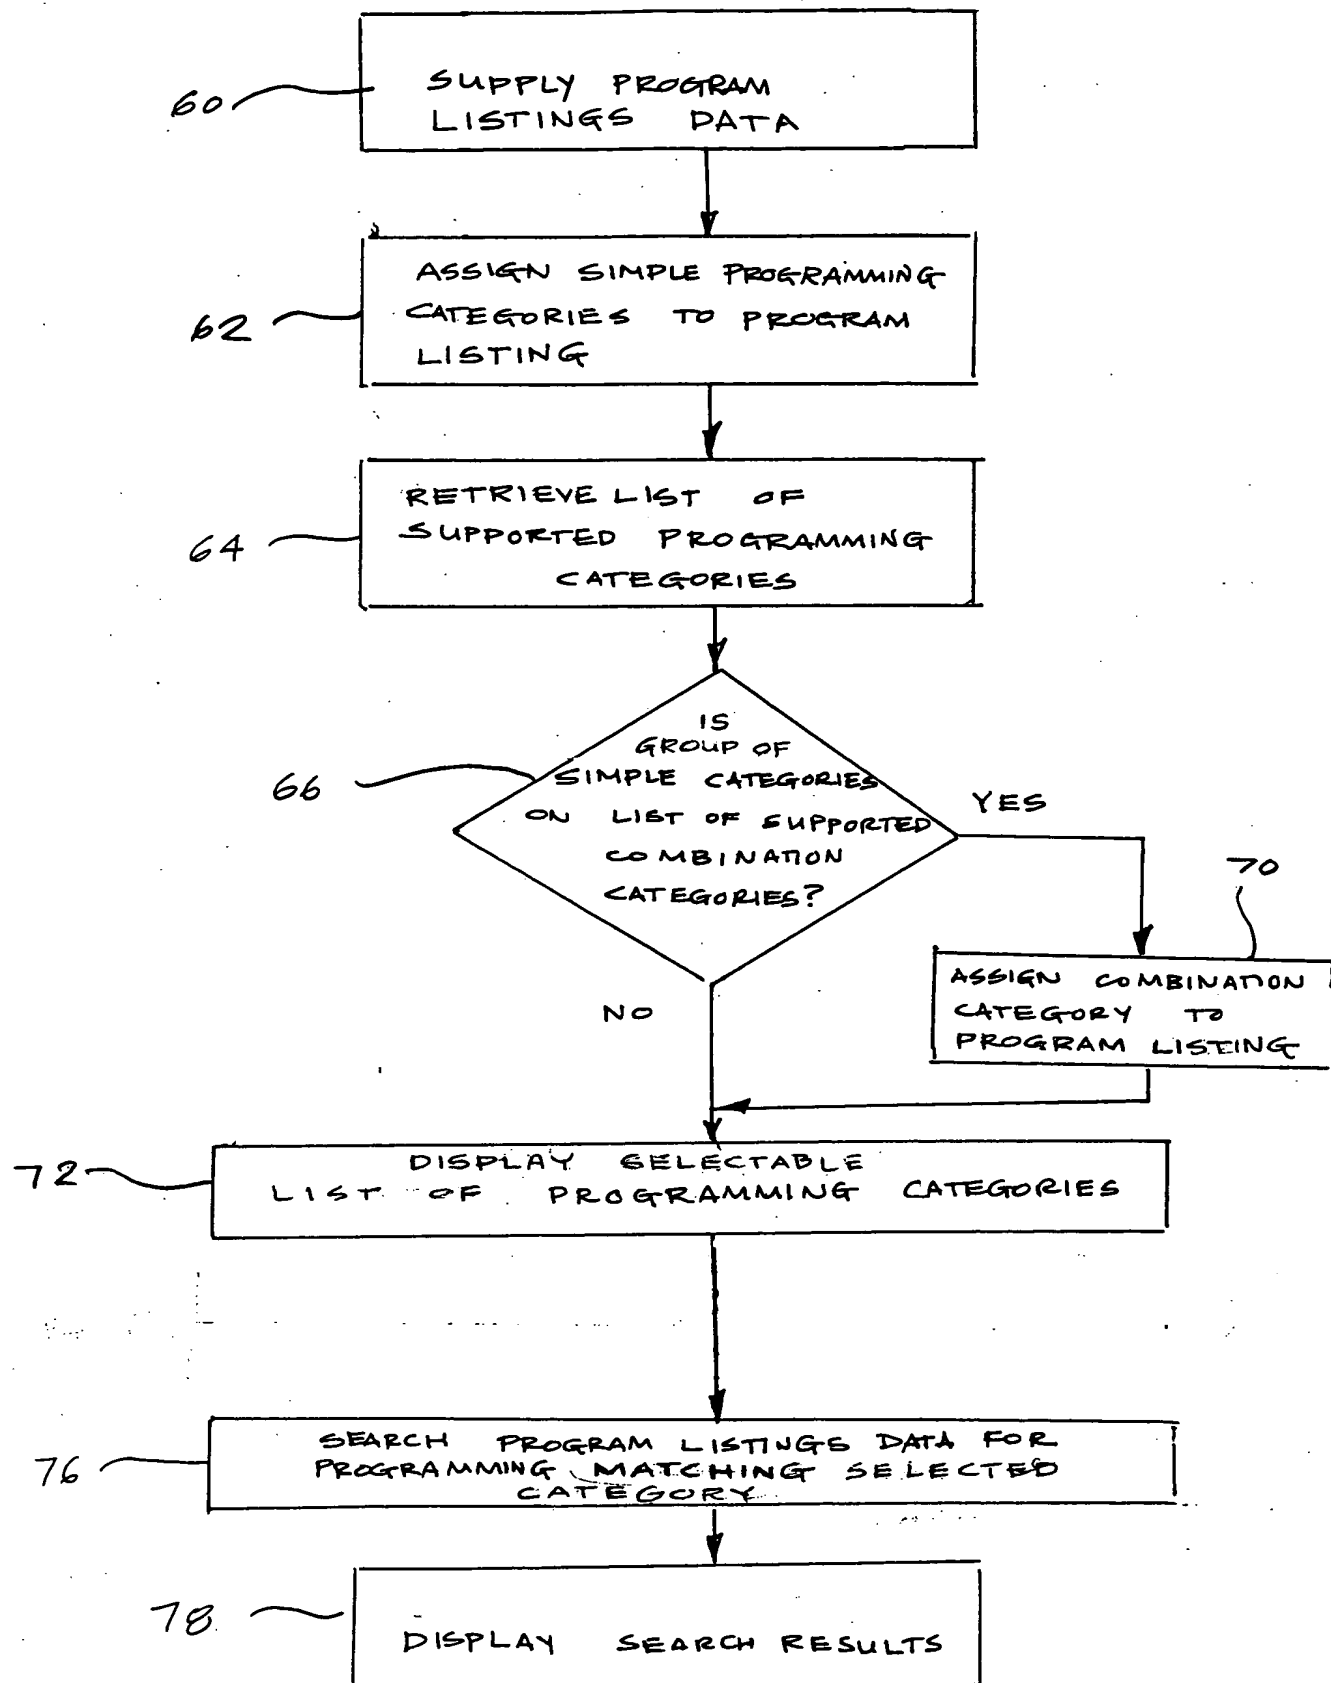 60
SUPPLY PROGRAM
LISTINGS DATA
62
ASSIGN SIMPLE PROGRAMMING
CATEGORIES TO PROGRAM
LISTING
64
RETRIEVE LIST OF
SUPPORTED PROGRAMMING
CATEGORIES
66
IS
GROUP OF
SIMPLE CATEGORIES
ON LIST OF SUPPORTED
COMBINATION
CATEGORIES?
YES
70
ASSIGN COMBINATION
CATEGORY TO
PROGRAM LISTING
NO
72
DISPLAY SELECTABLE
LIST OF PROGRAMMING CATEGORIES
76
SEARCH PROGRAM LISTINGS DATA FOR
PROGRAMMING MATCHING SELECTED
CATEGORY
78
DISPLAY SEARCH RESULTS